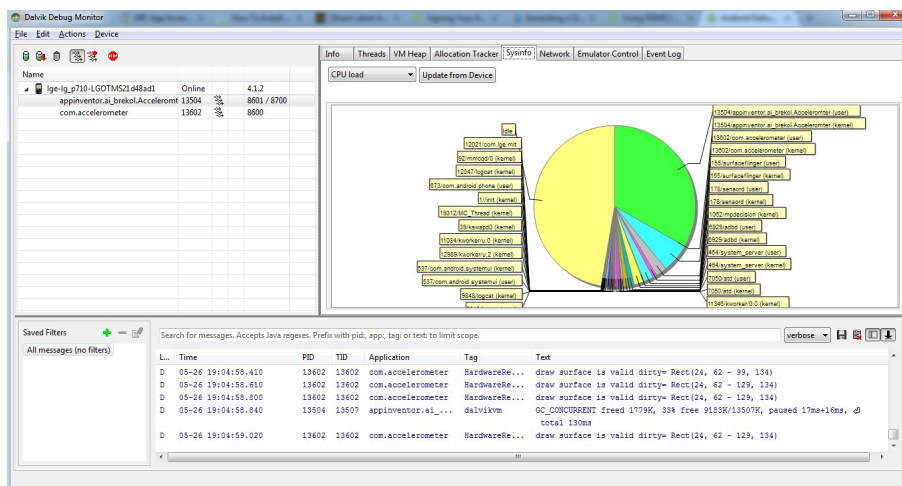 Dalvik Debug Monitor
File Edit Actions Device
Name
lge-lg_p710-LGOTMS21d48ad1 Online 4.1.2
appinventor.ai_brekol.Acceleromt 13504 8601 / 8700
com.accelerometer 13602 8600
Info Threads VM Heap Allocation Tracker Sysinfo Network Emulator Control Event Log
CPU load Update from Device
Idle
12021/com.lge.mlt
92/mmcqd/0 (kernel)
12047/logcat (kernel)
673/com.android.phone (user)
1//init (kernel)
19312/MC_Thread (kernel)
39/kswapd0 (kernel)
11034/kworker/u:0 (kernel)
12989/kworker/u:2 (kernel)
537/com.android.systemui (kernel)
537/com.android.systemui (user)
9848/logcat (kernel)
13504/appinventor.ai_brekol.Acceleromter (user)
13504/appinventor.ai_brekol.Acceleromter (kernel)
13602/com.accelerometer (user)
13602/com.accelerometer (kernel)
155/surfaceflinger (user)
155/surfaceflinger (kernel)
178/sensord (user)
178/sensord (kernel)
1062/mpdecision (kernel)
6929/adbd (user)
6929/adbd (kernel)
454/system_server (user)
454/system_server (kernel)
7050/atd (user)
7050/atd (kernel)
11346/kworker/0:0 (kernel)
Saved Filters
All messages (no filters)
Search for messages. Accepts Java regexes. Prefix with pid:, app:, tag: or text: to limit scope.
verbose
L... Time PID TID Application Tag Text
D 05-26 19:04:58.410 13602 13602 com.accelerometer HardwareRe... draw surface is valid dirty= Rect(24, 62 - 99, 134)
D 05-26 19:04:58.610 13602 13602 com.accelerometer HardwareRe... draw surface is valid dirty= Rect(24, 62 - 129, 134)
D 05-26 19:04:58.800 13602 13602 com.accelerometer HardwareRe... draw surface is valid dirty= Rect(24, 62 - 129, 134)
D 05-26 19:04:58.840 13504 13507 appinventor.ai_... dalvikvm GC_CONCURRENT freed 1779K, 33% free 9183K/13507K, paused 17ms+16ms,
total 130ms
D 05-26 19:04:59.020 13602 13602 com.accelerometer HardwareRe... draw surface is valid dirty= Rect(24, 62 - 129, 134)